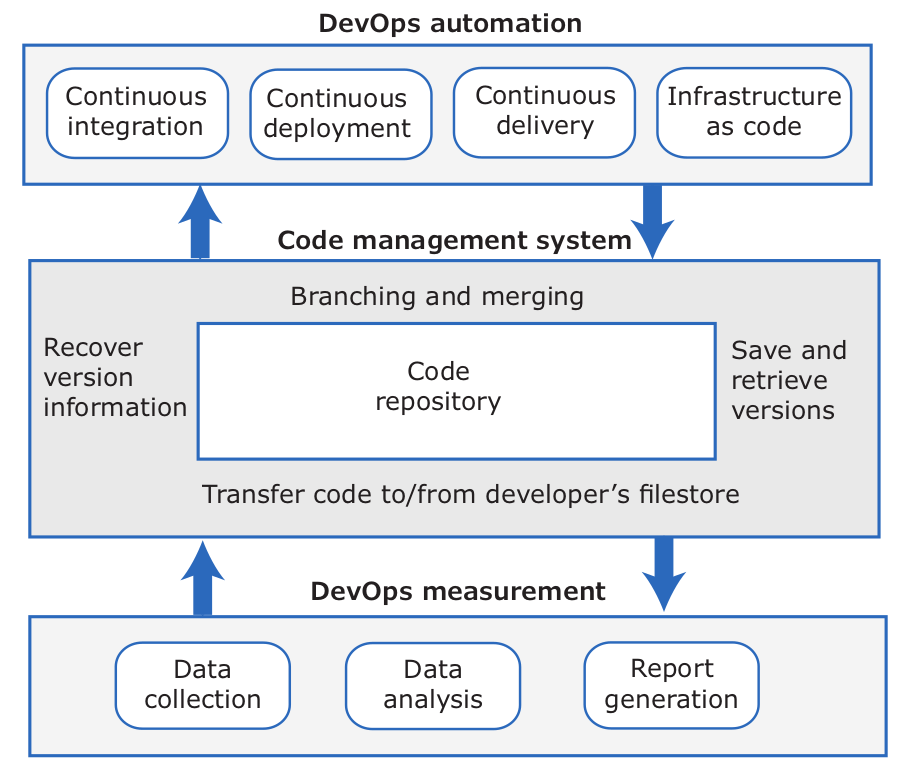 DevOps automation
Continuous
integration
Continuous
deployment
Continuous
delivery
Infrastructure
as code
Code management system
Branching and merging
Recover
version
information
Code
repository
Save and
retrieve
versions
Transfer code to/from developer’s filestore
DevOps measurement
Data
collection
Data
analysis
Report
generation